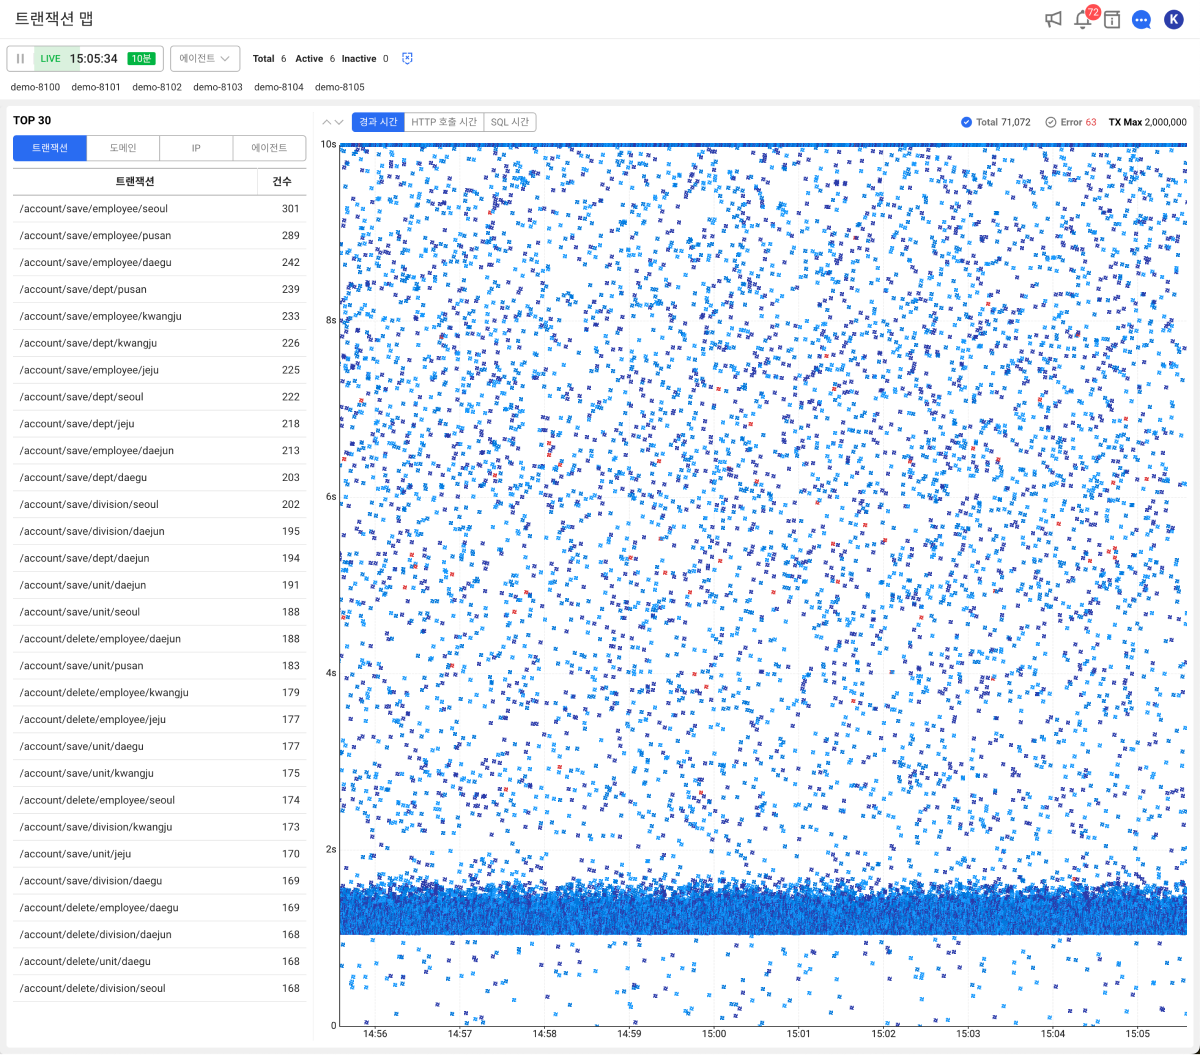 트랜잭션 맵
72
K
LIVE 15:05:34 10분 에이전트 Total 6 Active 6 Inactive 0
demo-8100 demo-8101 demo-8102 demo-8103 demo-8104 demo-8105
TOP 30
트랜잭션 도메인 IP 에이전트
트랜잭션 건수
/account/save/employee/seoul 301
/account/save/employee/pusan 289
/account/save/employee/daegu 242
/account/save/dept/pusan 239
/account/save/employee/kwangju 233
/account/save/dept/kwangju 226
/account/save/employee/jeju 225
/account/save/dept/seoul 222
/account/save/dept/jeju 218
/account/save/employee/daejun 213
/account/save/dept/daegu 203
/account/save/division/seoul 202
/account/save/division/daejun 195
/account/save/dept/daejun 194
/account/save/unit/daejun 191
/account/save/unit/seoul 188
/account/delete/employee/daejun 188
/account/save/unit/pusan 183
/account/delete/employee/kwangju 179
/account/delete/employee/jeju 177
/account/save/unit/daegu 177
/account/save/unit/kwangju 175
/account/delete/employee/seoul 174
/account/save/division/kwangju 173
/account/save/unit/jeju 170
/account/save/division/daegu 169
/account/delete/employee/daegu 169
/account/delete/division/daejun 168
/account/delete/unit/daegu 168
/account/delete/division/seoul 168
경과 시간 HTTP 호출 시간 SQL 시간
Total 71,072 Error 63 TX Max 2,000,000
10s
8s
6s
4s
2s
0
14:56 14:57 14:58 14:59 15:00 15:01 15:02 15:03 15:04 15:05